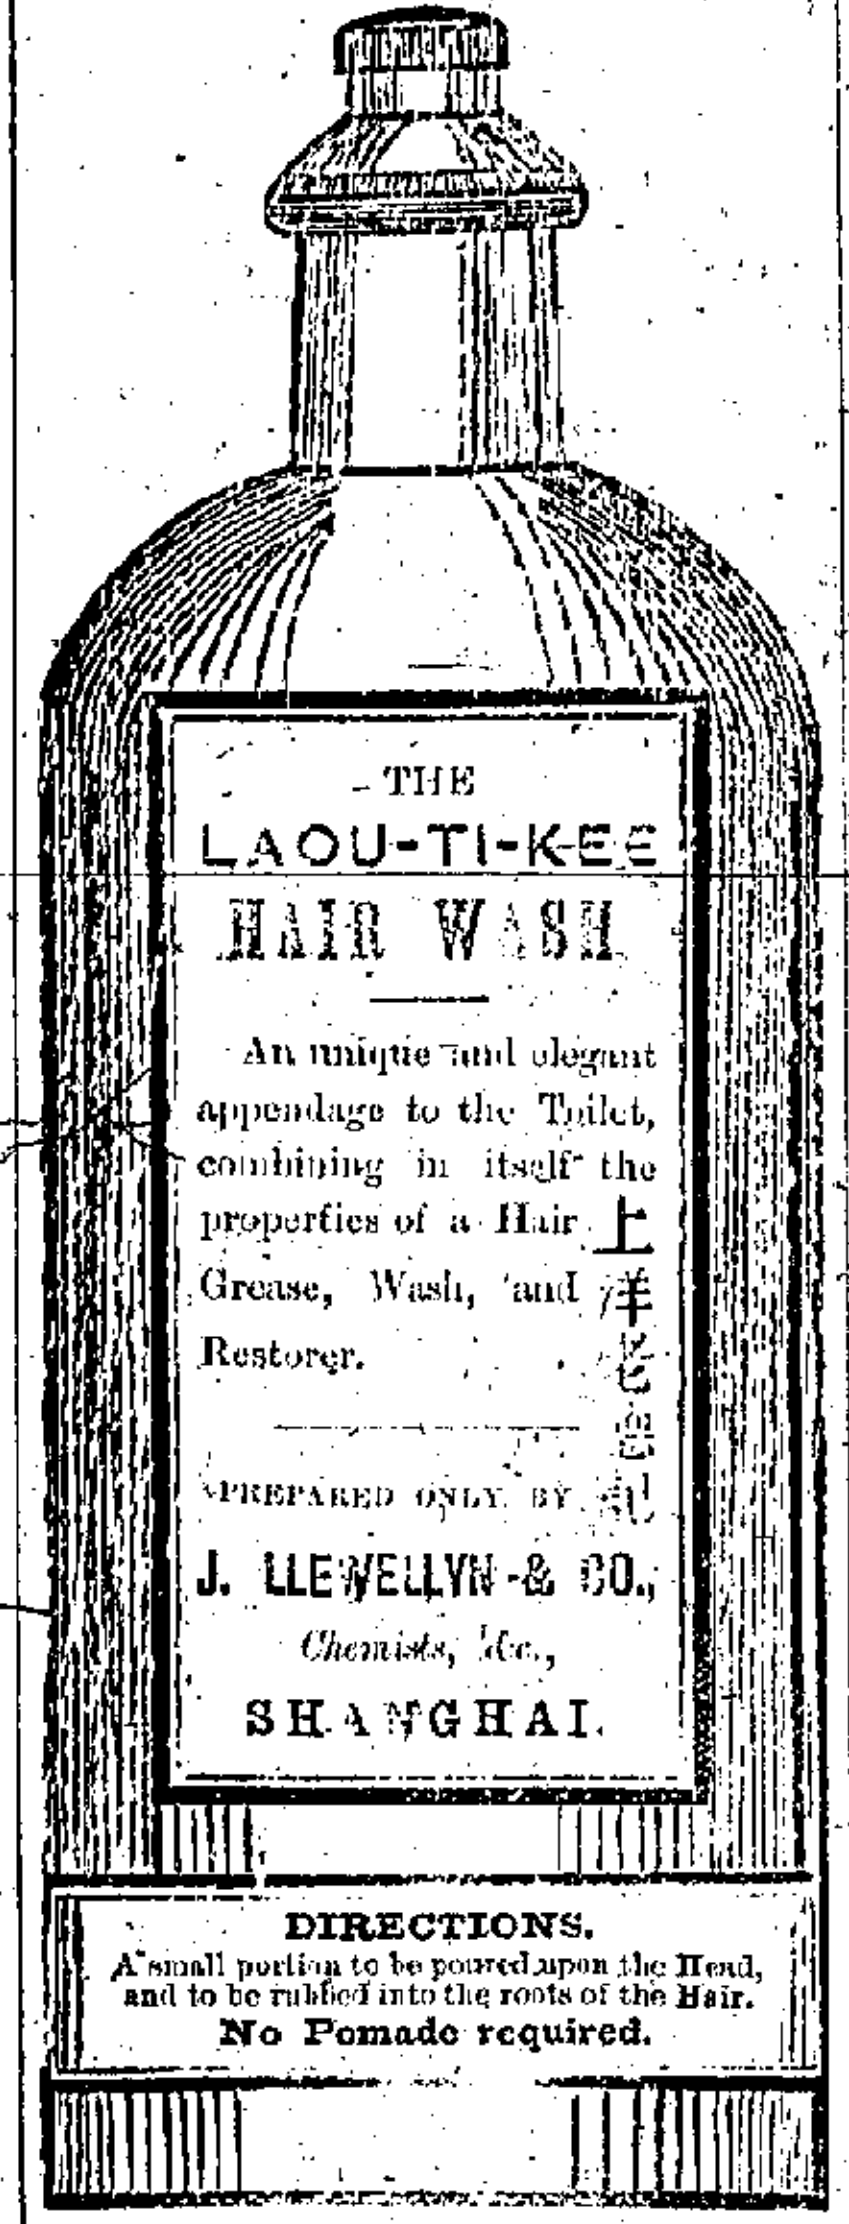 THE
LAOU-TI-KEE
HAIR WASH
An unique and elegant
appendage to the Toilet,
combining in itself the
properties of a Hair
Grease, Wash, and
Restorer.
上洋
PREPARED ONLY BY
J. LLEWELLYN & CO.,
Chemists, &c.,
SHANGHAI.
DIRECTIONS.
A small portion to be poured upon the Head,
and to be rubbed into the roots of the Hair.
No Pomade required.